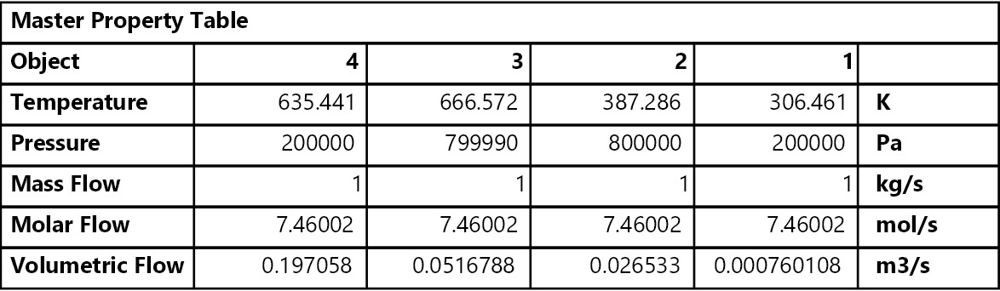 Master Property Table
Object 4 3 2 1
Temperature 635.441 666.572 387.286 306.461 K
Pressure 200000 799990 800000 200000 Pa
Mass Flow 1 1 1 1 kg/s
Molar Flow 7.46002 7.46002 7.46002 7.46002 mol/s
Volumetric Flow 0.197058 0.0516788 0.026533 0.000760108 m3/s